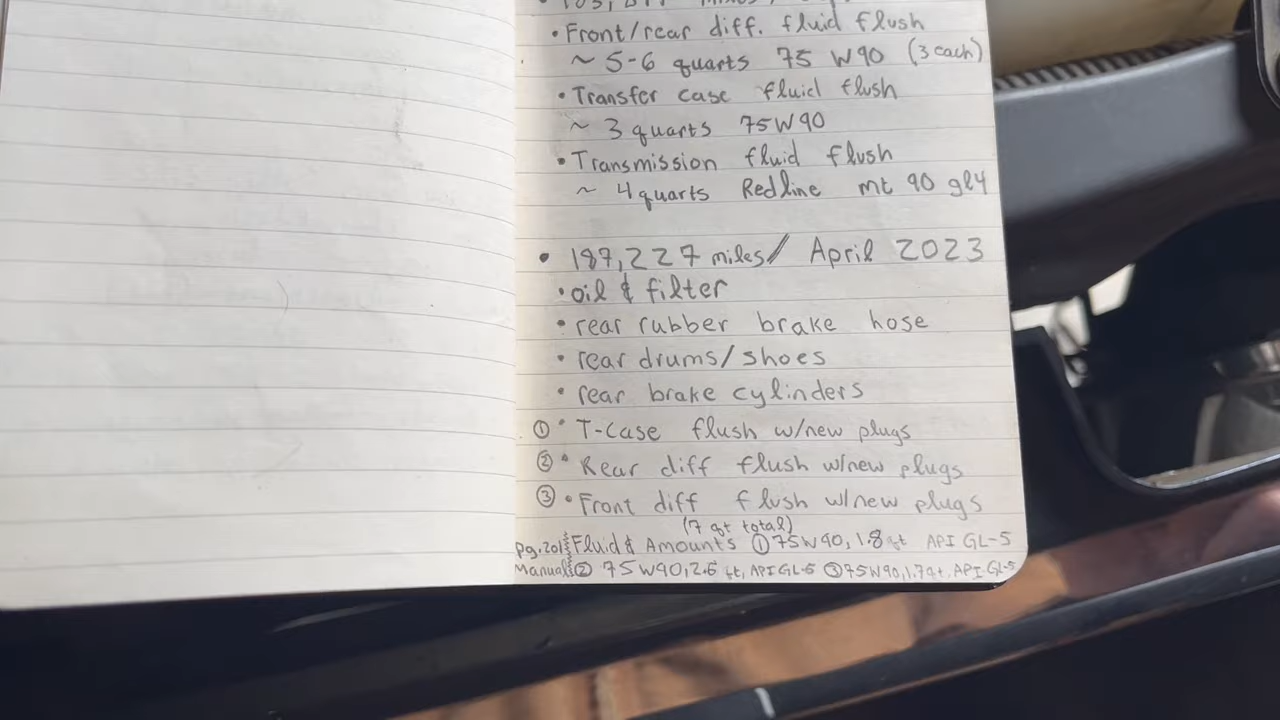 • Front/rear diff. fluid flush
~ 5-6 quarts 75 W90 (3 each)
• Transfer case fluid flush
~ 3 quarts 75W90
• Transmission fluid flush
~ 4 quarts Redline mt 90 gl4
• 187,227 miles/ April 2023
• oil & filter
• rear rubber brake hose
• rear drums/shoes
• rear brake cylinders
① • T-Case flush w/new plugs
② • Rear diff flush w/new plugs
③ • Front diff flush w/new plugs
(7 qt total)
pg.201 Fluid & Amounts ① 75W90, 1.8 qt API GL-5
Manual ② 75W90, 2.6 qt, API GL-5 ③ 75W90, 1.7qt, API GL-5